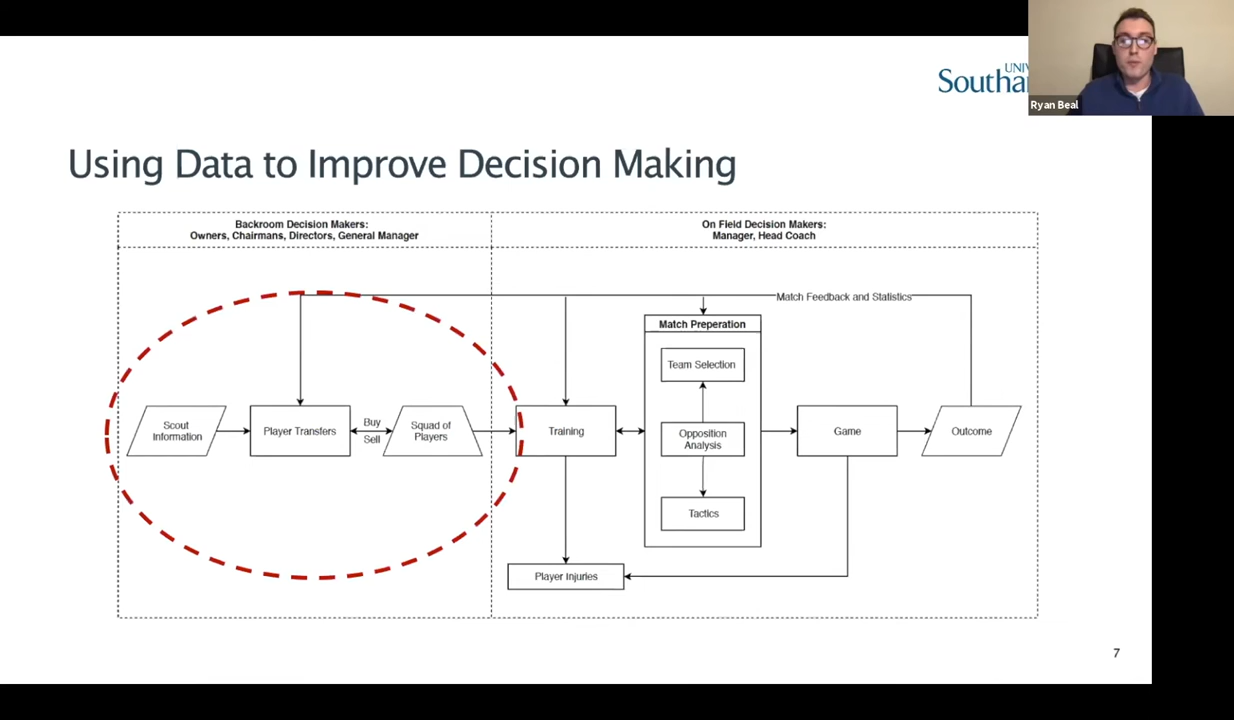 UNIV
Southa
Ryan Beal
Using Data to Improve Decision Making
Backroom Decision Makers:
Owners, Chairmans, Directors, General Manager
On Field Decision Makers:
Manager, Head Coach
Match Feedback and Statistics
Match Preperation
Team Selection
Scout
Information
Player Transfers
Buy
Sell
Squad of
Players
Training
Opposition
Analysis
Game
Outcome
Tactics
Player Injuries
7